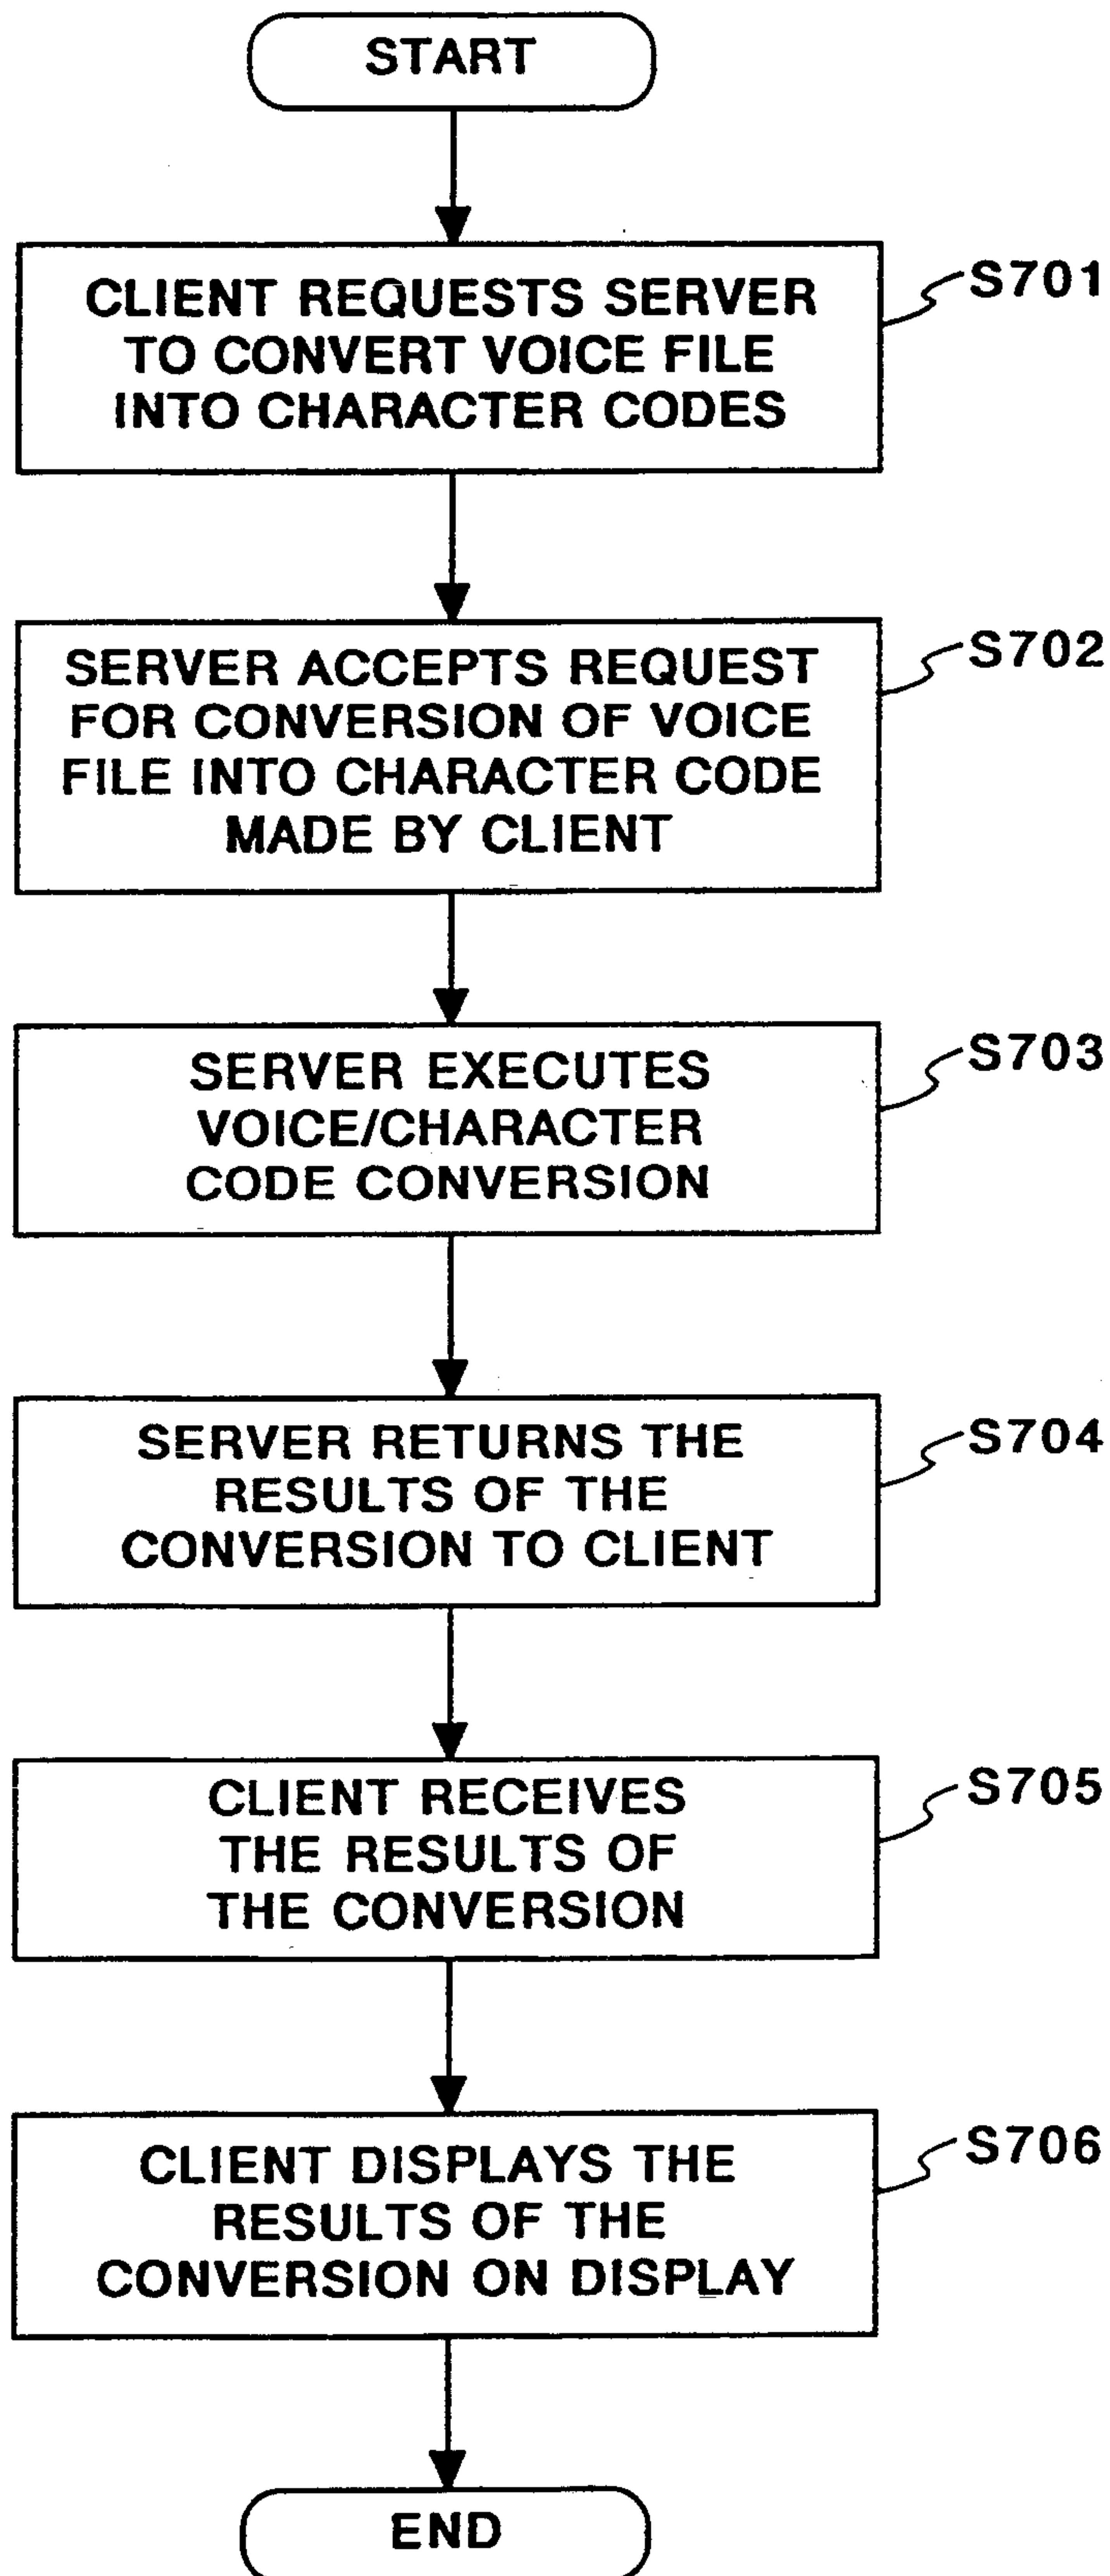 START
CLIENT REQUESTS SERVER
TO CONVERT VOICE FILE
INTO CHARACTER CODES
S701
SERVER ACCEPTS REQUEST
FOR CONVERSION OF VOICE
FILE INTO CHARACTER CODE
MADE BY CLIENT
S702
SERVER EXECUTES
VOICE/CHARACTER
CODE CONVERSION
S703
SERVER RETURNS THE
RESULTS OF THE
CONVERSION TO CLIENT
S704
CLIENT RECEIVES
THE RESULTS OF
THE CONVERSION
S705
CLIENT DISPLAYS THE
RESULTS OF THE
CONVERSION ON DISPLAY
S706
END